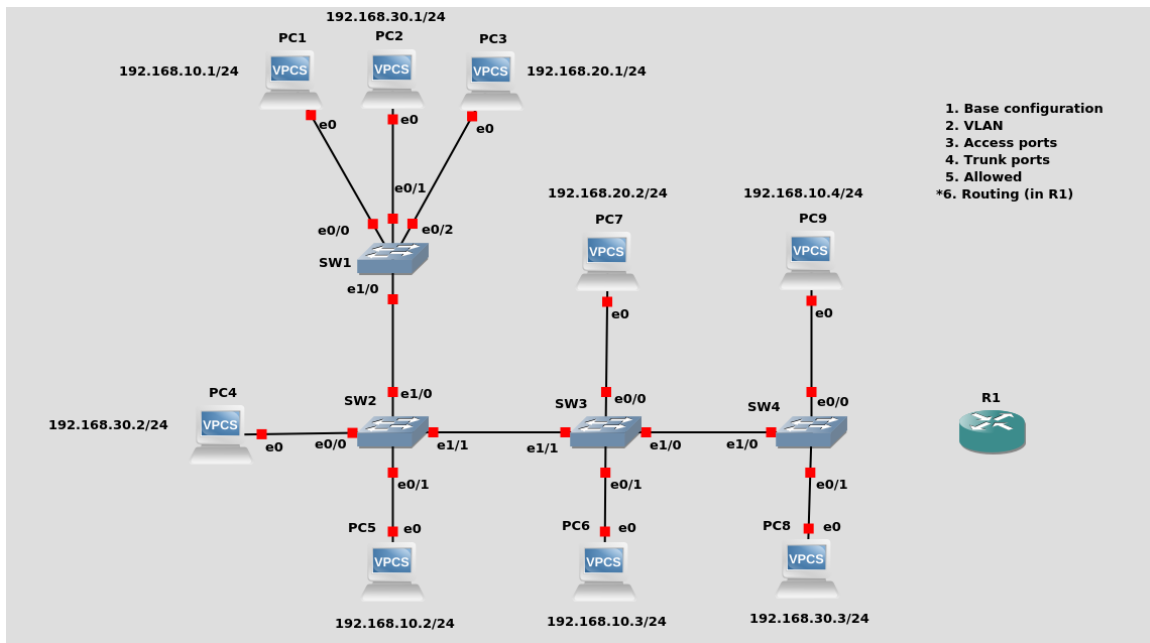 192.168.30.1/24
PC1
PC2
PC3
192.168.10.1/24
VPCS
VPCS
VPCS
192.168.20.1/24
e0
e0
e0
1. Base configuration
2. VLAN
3. Access ports
4. Trunk ports
5. Allowed
*6. Routing (in R1)
e0/1
e0/0
e0/2
SW1
e1/0
192.168.20.2/24
PC7
VPCS
e0
192.168.10.4/24
PC9
VPCS
e0
PC4
192.168.30.2/24
VPCS
e0
SW2
e1/0
e0/0
e1/1
e0/1
SW3
e0/0
e1/1
e1/0
e0/1
SW4
e0/0
e1/0
e0/1
R1
PC5
e0
VPCS
192.168.10.2/24
PC6
e0
VPCS
192.168.10.3/24
PC8
e0
VPCS
192.168.30.3/24